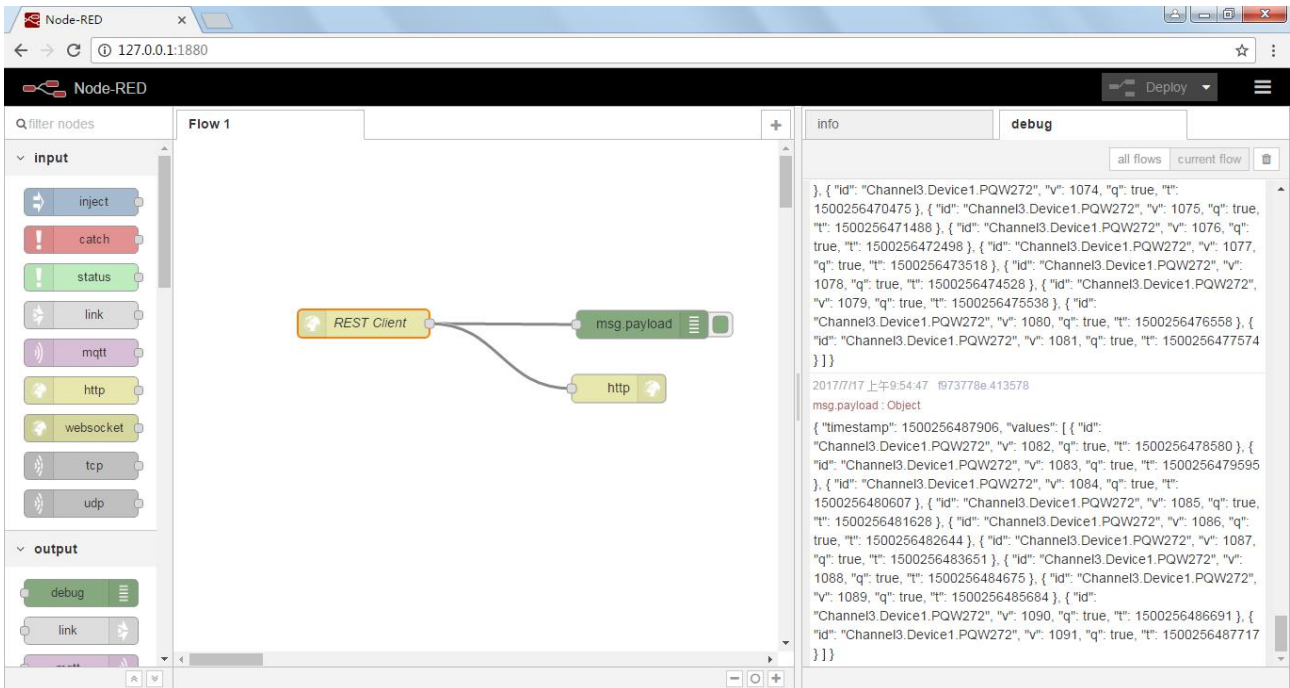 Node-RED
127.0.0.1:1880
Node-RED
Deploy
filter nodes
input
inject
catch
status
link
mqtt
http
websocket
tcp
udp
output
debug
link
Flow 1
REST Client
msg.payload
http
info
debug
all flows
current flow
}, { "id": "Channel3.Device1.PQW272", "v": 1074, "q": true, "t":
1500256470475 }, { "id": "Channel3.Device1.PQW272", "v": 1075, "q": true,
"t": 1500256471488 }, { "id": "Channel3.Device1.PQW272", "v": 1076, "q":
true, "t": 1500256472498 }, { "id": "Channel3.Device1.PQW272", "v": 1077,
"q": true, "t": 1500256473518 }, { "id": "Channel3.Device1.PQW272", "v":
1078, "q": true, "t": 1500256474528 }, { "id": "Channel3.Device1.PQW272",
"v": 1079, "q": true, "t": 1500256475538 }, { "id":
"Channel3.Device1.PQW272", "v": 1080, "q": true, "t": 1500256476558 }, {
"id": "Channel3.Device1.PQW272", "v": 1081, "q": true, "t": 1500256477574
} ] }
2017/7/17 上午9:54:47 f973778e.413578
msg.payload : Object
{ "timestamp": 1500256487906, "values": [ { "id":
"Channel3.Device1.PQW272", "v": 1082, "q": true, "t": 1500256478580 }, {
"id": "Channel3.Device1.PQW272", "v": 1083, "q": true, "t": 1500256479595
}, { "id": "Channel3.Device1.PQW272", "v": 1084, "q": true, "t":
1500256480607 }, { "id": "Channel3.Device1.PQW272", "v": 1085, "q": true,
"t": 1500256481628 }, { "id": "Channel3.Device1.PQW272", "v": 1086, "q":
true, "t": 1500256482644 }, { "id": "Channel3.Device1.PQW272", "v": 1087,
"q": true, "t": 1500256483651 }, { "id": "Channel3.Device1.PQW272", "v":
1088, "q": true, "t": 1500256484675 }, { "id": "Channel3.Device1.PQW272",
"v": 1089, "q": true, "t": 1500256485684 }, { "id":
"Channel3.Device1.PQW272", "v": 1090, "q": true, "t": 1500256486691 }, {
"id": "Channel3.Device1.PQW272", "v": 1091, "q": true, "t": 1500256487717
} ] }